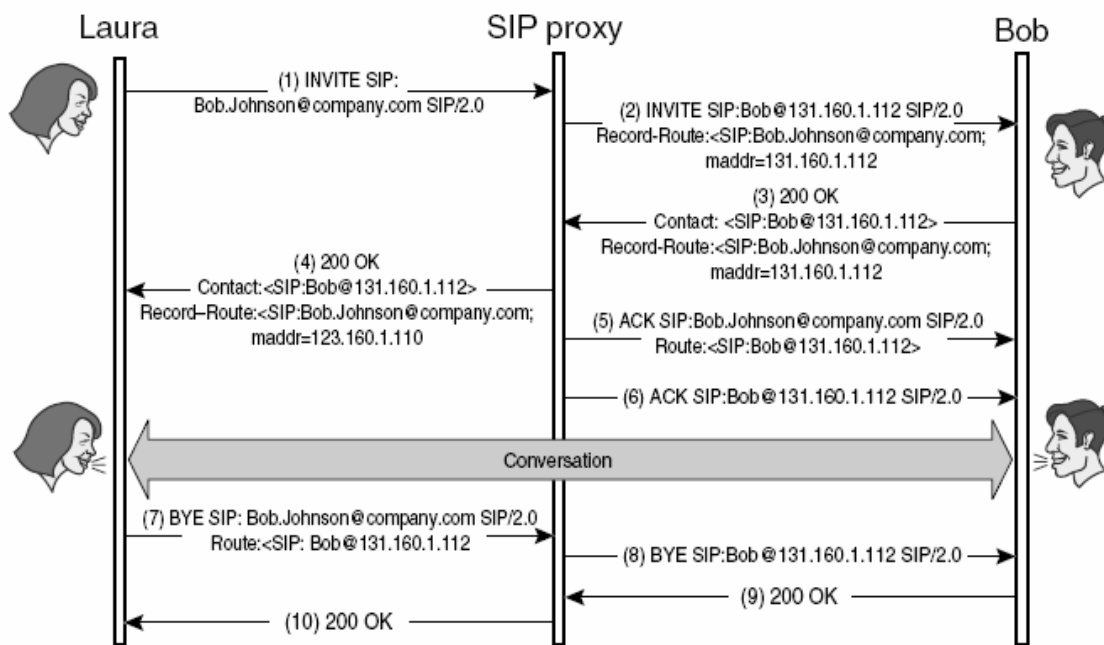 Laura
SIP proxy
Bob
(1) INVITE SIP:
Bob.Johnson@company.com SIP/2.0
(2) INVITE SIP:Bob@131.160.1.112 SIP/2.0
Record-Route:<SIP:Bob.Johnson@company.com;
maddr=131.160.1.112
(3) 200 OK
Contact: <SIP:Bob@131.160.1.112>
Record-Route:<SIP:Bob.Johnson@company.com;
maddr=131.160.1.112
(4) 200 OK
Contact:<SIP:Bob@131.160.1.112>
Record–Route:<SIP:Bob.Johnson@company.com;
maddr=123.160.1.110
(5) ACK SIP:Bob.Johnson@company.com SIP/2.0
Route:<SIP:Bob@131.160.1.112>
(6) ACK SIP:Bob@131.160.1.112 SIP/2.0
Conversation
(7) BYE SIP: Bob.Johnson@company.com SIP/2.0
Route:<SIP: Bob@131.160.1.112
(8) BYE SIP:Bob@131.160.1.112 SIP/2.0
(9) 200 OK
(10) 200 OK